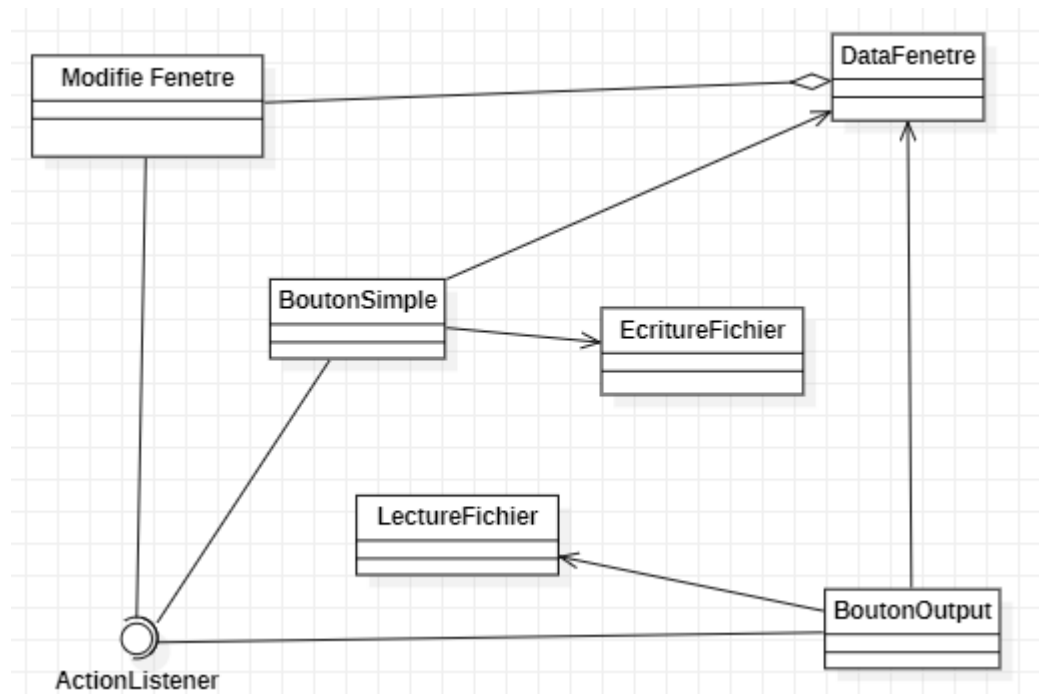 DataFenetre
Modifie Fenetre
BoutonSimple
EcritureFichier
LectureFichier
BoutonOutput
ActionListener